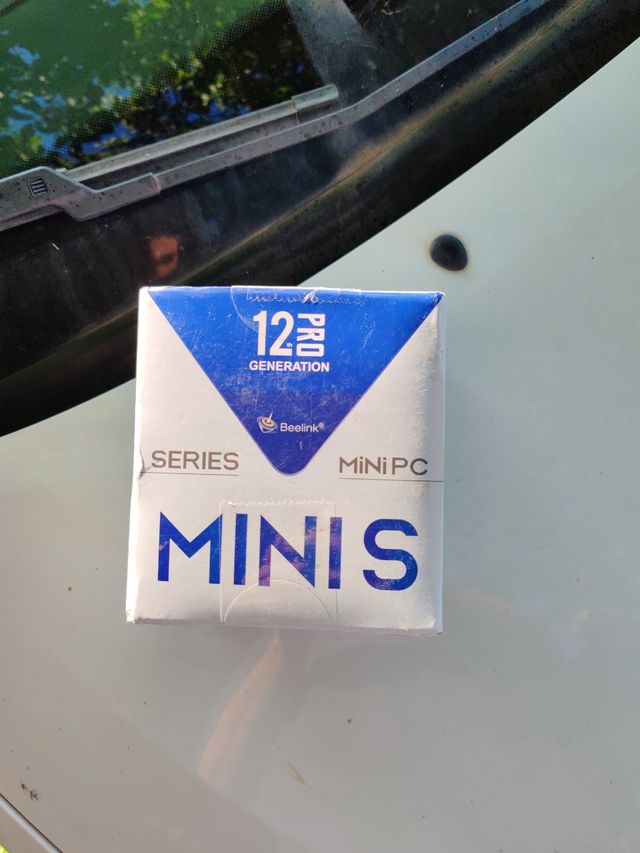 12th PRO
GENERATION
Beelink®
SERIES
MiNi PC
MINI S